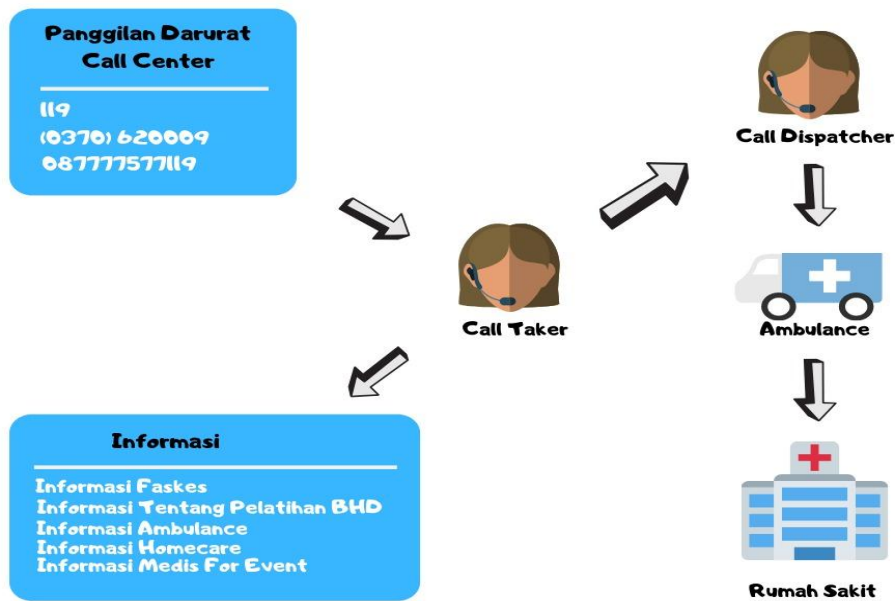 Panggilan Darurat
Call Center
119
(0370) 620009
087777577119
Call Dispatcher
Call Taker
Ambulance
Informasi
Informasi Faskes
Informasi Tentang Pelatihan BHD
Informasi Ambulance
Informasi Homecare
Informasi Medis For Event
Rumah Sakit